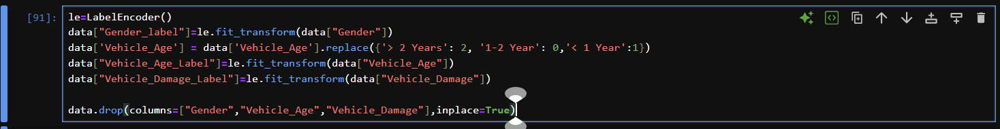 [91]:
le=LabelEncoder()
data["Gender_label"]=le.fit_transform(data["Gender"])
data['Vehicle_Age'] = data['Vehicle_Age'].replace({'> 2 Years': 2, '1-2 Year': 0,'< 1 Year':1})
data["Vehicle_Age_Label"]=le.fit_transform(data["Vehicle_Age"])
data["Vehicle_Damage_Label"]=le.fit_transform(data["Vehicle_Damage"])
data.drop(columns=["Gender","Vehicle_Age","Vehicle_Damage"],inplace=True)